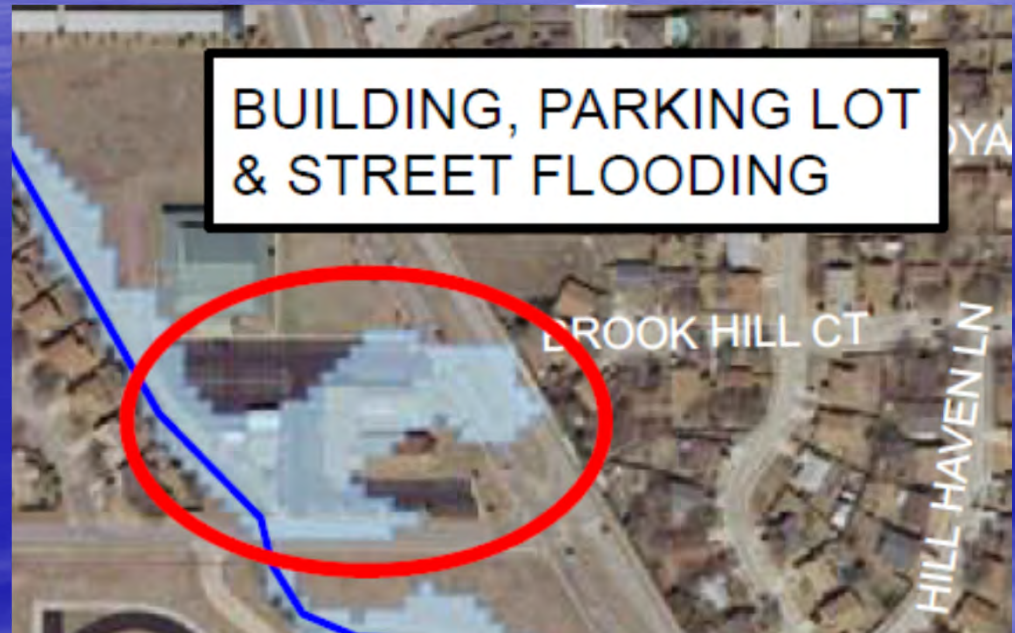 BUILDING, PARKING LOT
& STREET FLOODING
BROOK HILL CT
HILL HAVEN LN